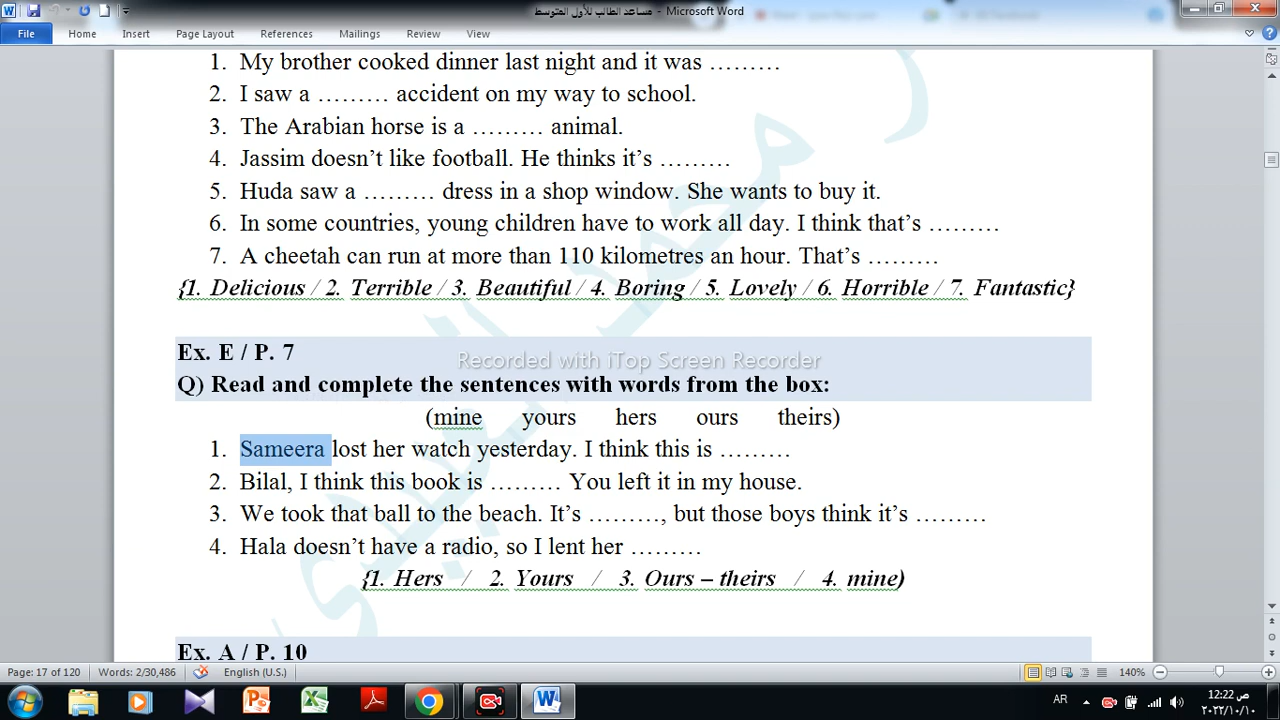 مساعد الطالب للأول المتوسط - Microsoft Word
File Home Insert Page Layout References Mailings Review View
1. My brother cooked dinner last night and it was ………
2. I saw a ……… accident on my way to school.
3. The Arabian horse is a ……… animal.
4. Jassim doesn’t like football. He thinks it’s ………
5. Huda saw a ……… dress in a shop window. She wants to buy it.
6. In some countries, young children have to work all day. I think that’s ………
7. A cheetah can run at more than 110 kilometres an hour. That’s ………
{1. Delicious / 2. Terrible / 3. Beautiful / 4. Boring / 5. Lovely / 6. Horrible / 7. Fantastic}
Ex. E / P. 7
Recorded with iTop Screen Recorder
Q) Read and complete the sentences with words from the box:
(mine yours hers ours theirs)
1. Sameera lost her watch yesterday. I think this is ………
2. Bilal, I think this book is ……… You left it in my house.
3. We took that ball to the beach. It’s ………, but those boys think it’s ………
4. Hala doesn’t have a radio, so I lent her ………
{1. Hers / 2. Yours / 3. Ours – theirs / 4. mine)
Ex. A / P. 10
Page: 17 of 120 Words: 2/30,486 English (U.S.) 140%
AR 12:22 ص
٢٠٢٢/١٠/١٠